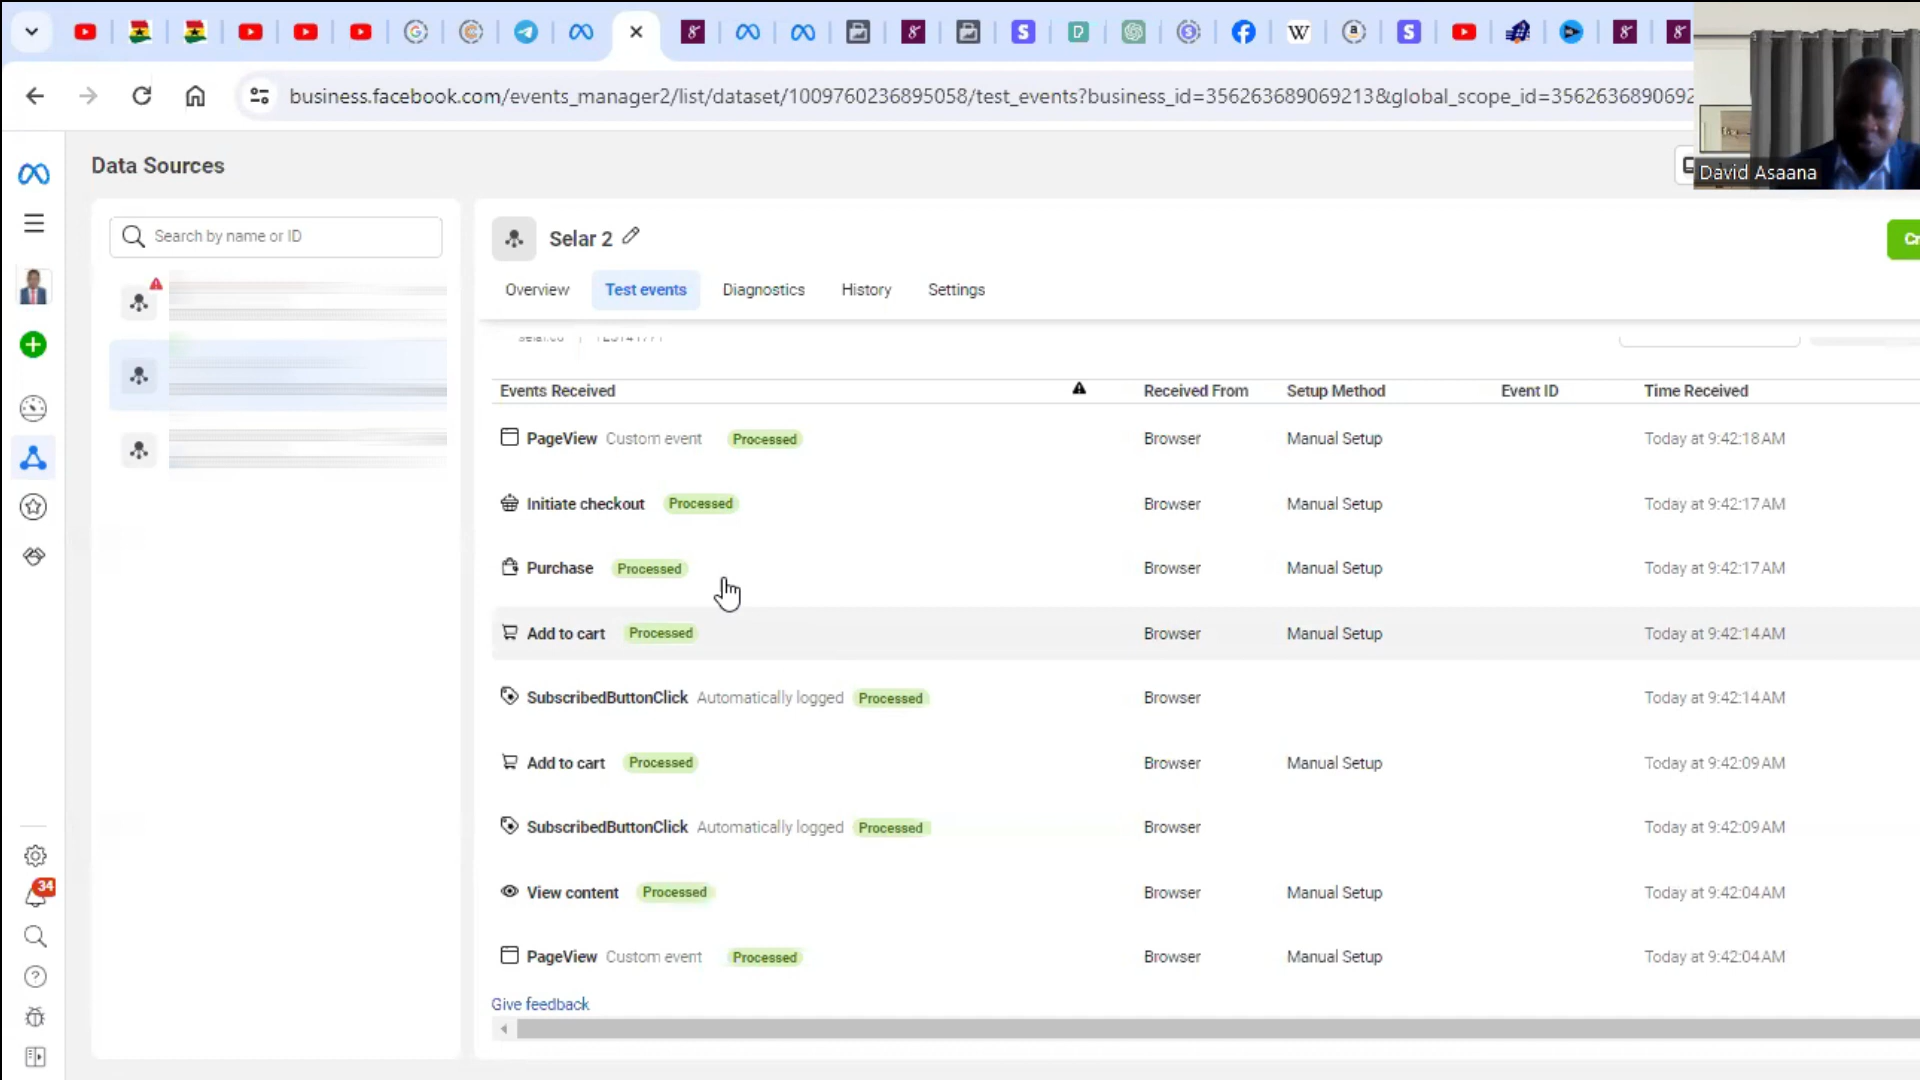 business.facebook.com/events_manager2/list/dataset/1009760236895058/test_events?business_id=356263689069213&global_scope_id=3562636890692
David Asaana
Data Sources
Search by name or ID
Selar 2
Cr
Overview Test events Diagnostics History Settings
Events Received Received From Setup Method Event ID Time Received
PageView Custom event Processed Browser Manual Setup Today at 9:42:18 AM
Initiate checkout Processed Browser Manual Setup Today at 9:42:17 AM
Purchase Processed Browser Manual Setup Today at 9:42:17 AM
Add to cart Processed Browser Manual Setup Today at 9:42:14 AM
SubscribedButtonClick Automatically logged Processed Browser Today at 9:42:14 AM
Add to cart Processed Browser Manual Setup Today at 9:42:09 AM
SubscribedButtonClick Automatically logged Processed Browser Today at 9:42:09 AM
View content Processed Browser Manual Setup Today at 9:42:04 AM
PageView Custom event Processed Browser Manual Setup Today at 9:42:04 AM
Give feedback
34